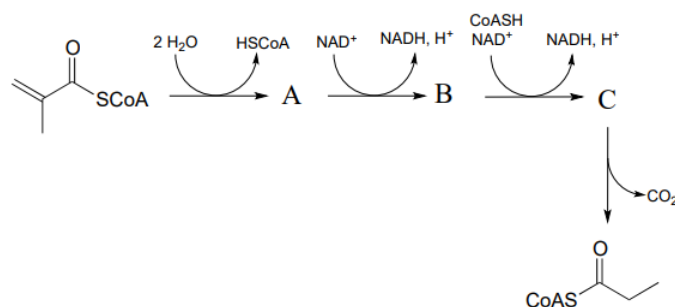 O
SCoA
2 H₂O
HSCoA
A
NAD⁺
NADH, H⁺
B
CoASH
NAD⁺
NADH, H⁺
C
CO₂
O
CoAS